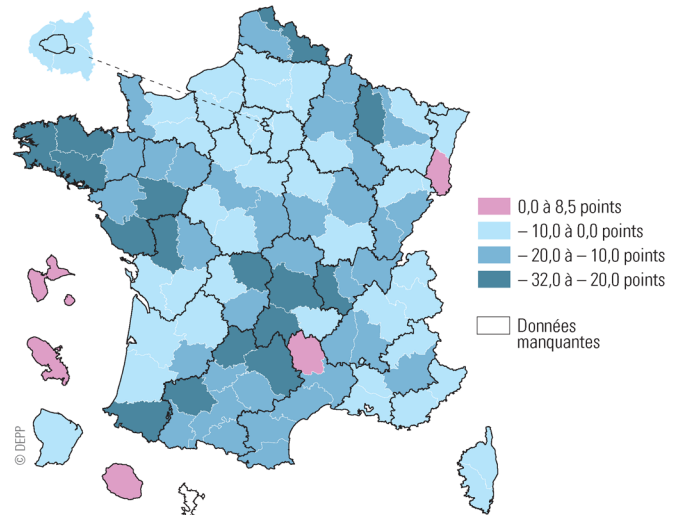 0,0 à 8,5 points
– 10,0 à 0,0 points
– 20,0 à – 10,0 points
– 32,0 à – 20,0 points
Données
manquantes
© DEPP